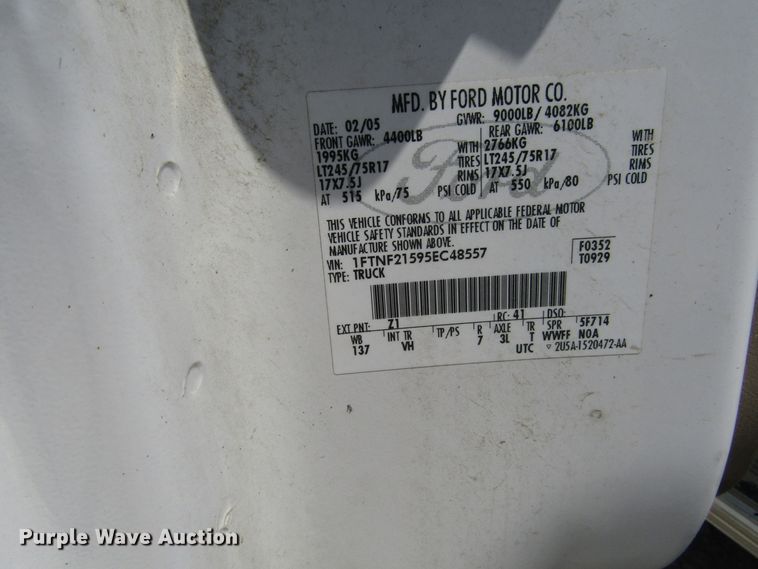 MFD. BY FORD MOTOR CO.
DATE: 02/05 GVWR: 9000LB/ 4082KG
FRONT GAWR: 4400LB REAR GAWR: 6100LB
1995KG WITH 2766KG WITH
LT245/75R17 TIRES LT245/75R17 TIRES
17X7.5J RIMS 17X7.5J RIMS
AT 515 kPa/75 PSI COLD AT 550 kPa/80 PSI COLD
Ford
THIS VEHICLE CONFORMS TO ALL APPLICABLE FEDERAL MOTOR
VEHICLE SAFETY STANDARDS IN EFFECT ON THE DATE OF
MANUFACTURE SHOWN ABOVE.
VIN: 1FTNF21595EC48557 F0352
TYPE: TRUCK T0929
EXT PNT: Z1 RC: 41 DSO:
WB INT TR TP/PS R AXLE TR SPR 5F714
137 VH 7 3L T WWFF N0A
UTC 2U5A-1520472-AA
Purple Wave Auction